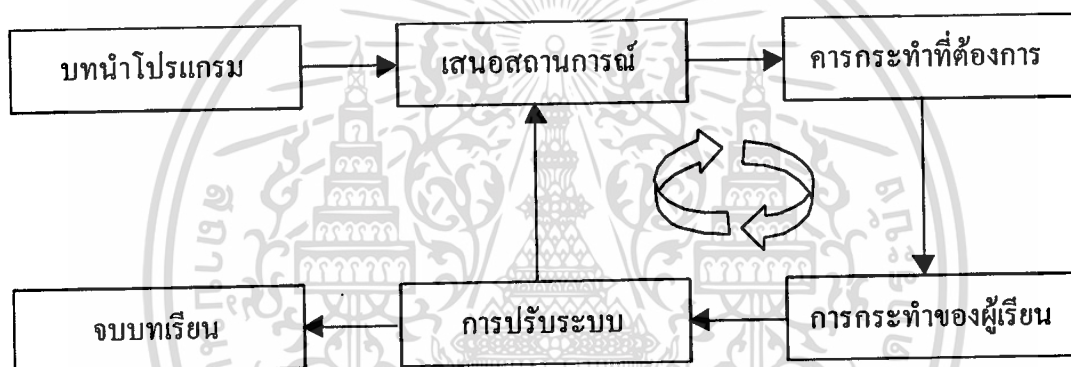 บทนำโปรแกรม
เสนอสถานการณ์
คารกระทำที่ต้องการ
จบบทเรียน
การปรับระบบ
การกระทำของผู้เรียน